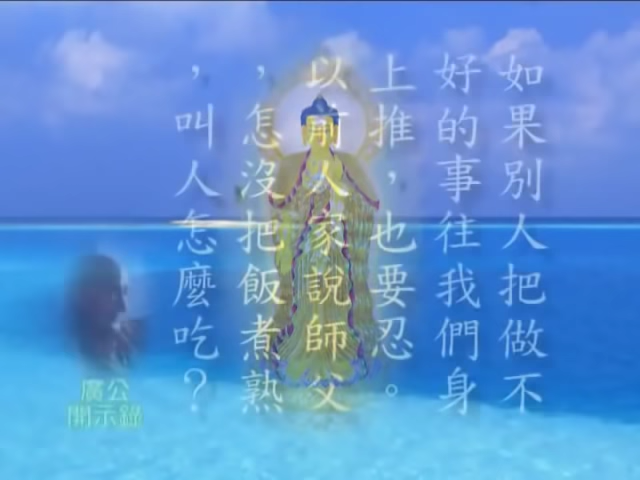 如果別人把做不
好的事往我們身
上推，也要忍。
以前人家說師父
，怎沒把飯煮熟
，叫人怎麼吃？
廣公
開示錄